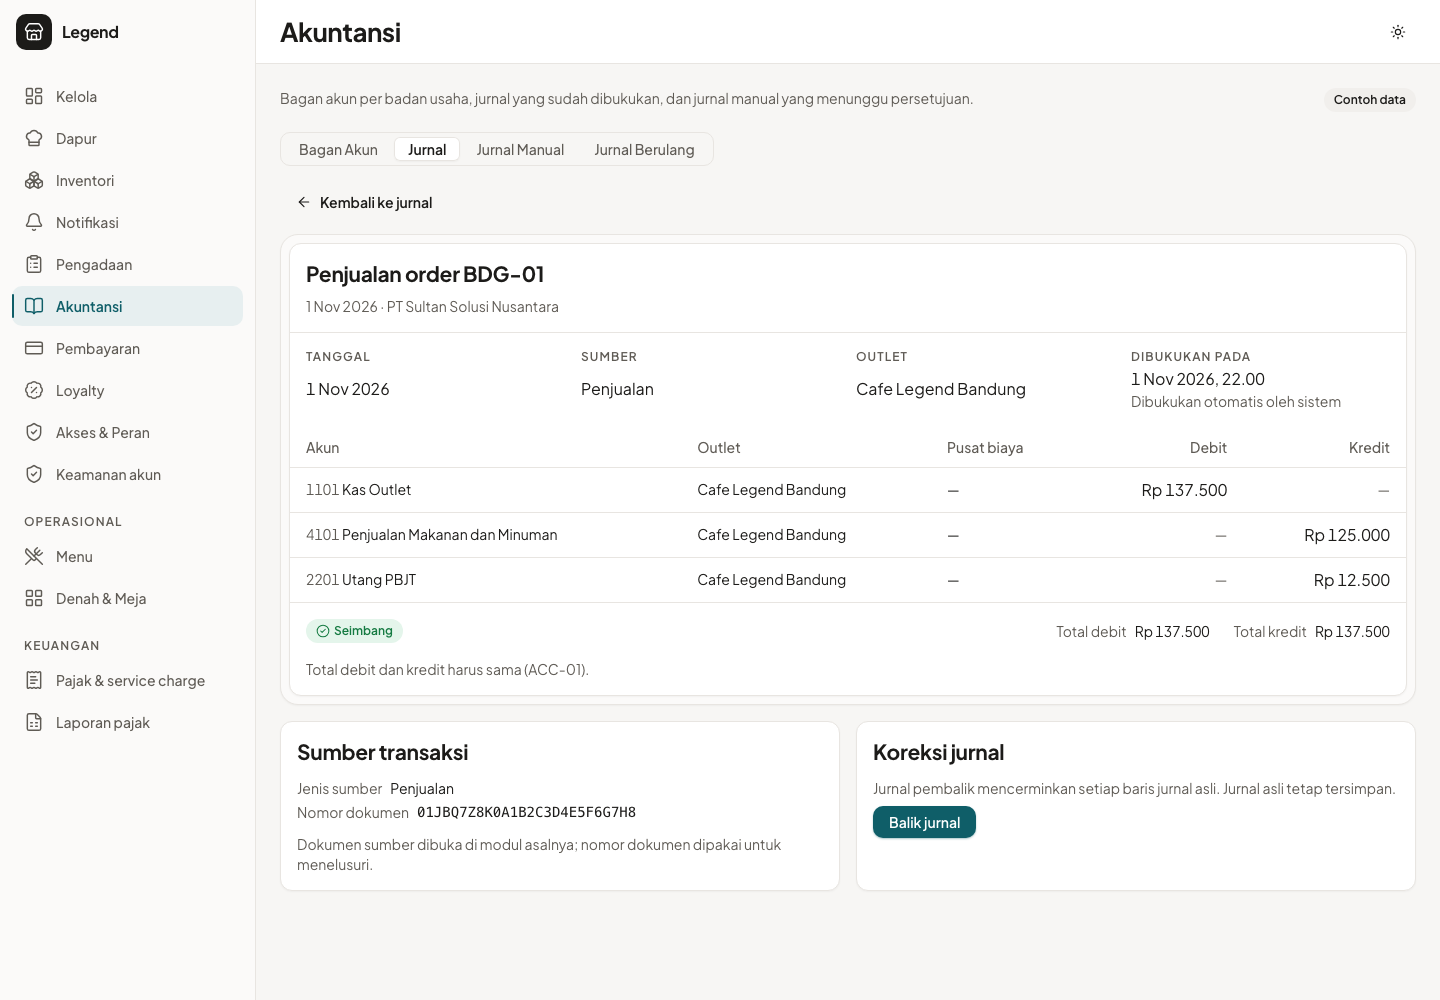 Legend
Akuntansi
Kelola
Dapur
Inventori
Notifikasi
Pengadaan
Akuntansi
Pembayaran
Loyalty
Akses & Peran
Keamanan akun
OPERASIONAL
Menu
Denah & Meja
KEUANGAN
Pajak & service charge
Laporan pajak
Bagan akun per badan usaha, jurnal yang sudah dibukukan, dan jurnal manual yang menunggu persetujuan.
Contoh data
Bagan Akun Jurnal Jurnal Manual Jurnal Berulang
Kembali ke jurnal
Penjualan order BDG-01
1 Nov 2026 · PT Sultan Solusi Nusantara
TANGGAL SUMBER OUTLET DIBUKUKAN PADA
1 Nov 2026 Penjualan Cafe Legend Bandung 1 Nov 2026, 22.00
Dibukukan otomatis oleh sistem
Akun Outlet Pusat biaya Debit Kredit
1101 Kas Outlet Cafe Legend Bandung — Rp 137.500 —
4101 Penjualan Makanan dan Minuman Cafe Legend Bandung — — Rp 125.000
2201 Utang PBJT Cafe Legend Bandung — — Rp 12.500
Seimbang Total debit Rp 137.500 Total kredit Rp 137.500
Total debit dan kredit harus sama (ACC-01).
Sumber transaksi
Jenis sumber Penjualan
Nomor dokumen 01JBQ7Z8K0A1B2C3D4E5F6G7H8
Dokumen sumber dibuka di modul asalnya; nomor dokumen dipakai untuk
menelusuri.
Koreksi jurnal
Jurnal pembalik mencerminkan setiap baris jurnal asli. Jurnal asli tetap tersimpan.
Balik jurnal